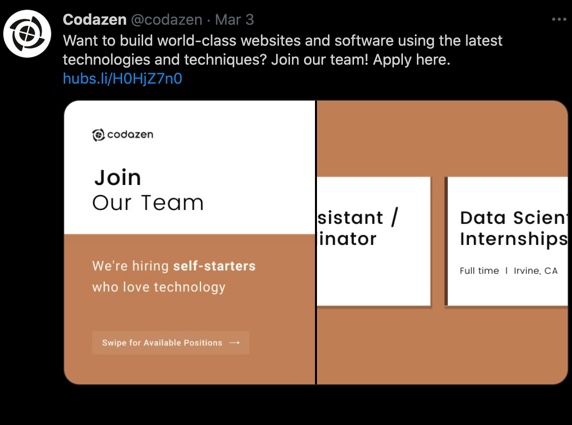 Codazen @codazen · Mar 3
Want to build world-class websites and software using the latest
technologies and techniques? Join our team! Apply here.
hubs.li/H0HjZ7n0
codazen
Join
Our Team
We're hiring self-starters
who love technology
Swipe for Available Positions →
sistant /
inator
Data Scien
Internships
Full time | Irvine, CA